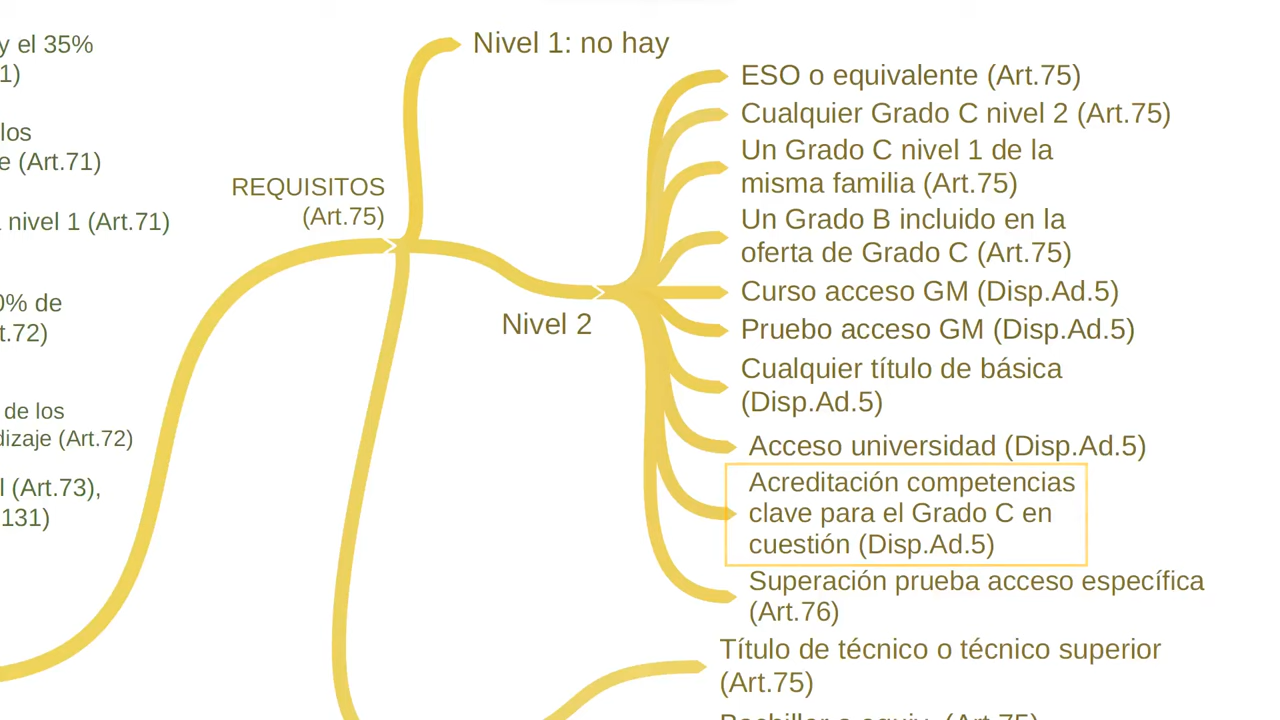 y el 35%
1)
los
e (Art.71)
nivel 1 (Art.71)
0% de
t.72)
de los
dizaje (Art.72)
l (Art.73),
131)
REQUISITOS
(Art.75)
Nivel 1: no hay
Nivel 2
ESO o equivalente (Art.75)
Cualquier Grado C nivel 2 (Art.75)
Un Grado C nivel 1 de la
misma familia (Art.75)
Un Grado B incluido en la
oferta de Grado C (Art.75)
Curso acceso GM (Disp.Ad.5)
Pruebo acceso GM (Disp.Ad.5)
Cualquier título de básica
(Disp.Ad.5)
Acceso universidad (Disp.Ad.5)
Acreditación competencias
clave para el Grado C en
cuestión (Disp.Ad.5)
Superación prueba acceso específica
(Art.76)
Título de técnico o técnico superior
(Art.75)
Bachiller o equiv. (Art.75)